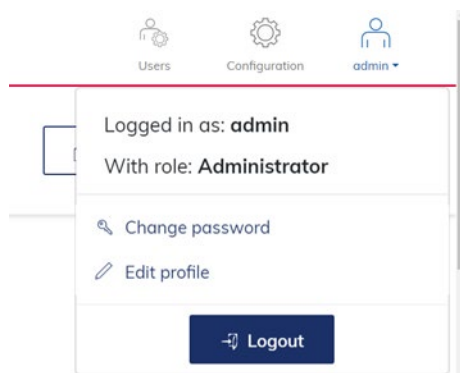 Users Configuration admin
Logged in as: admin
With role: Administrator
Change password
Edit profile
Logout